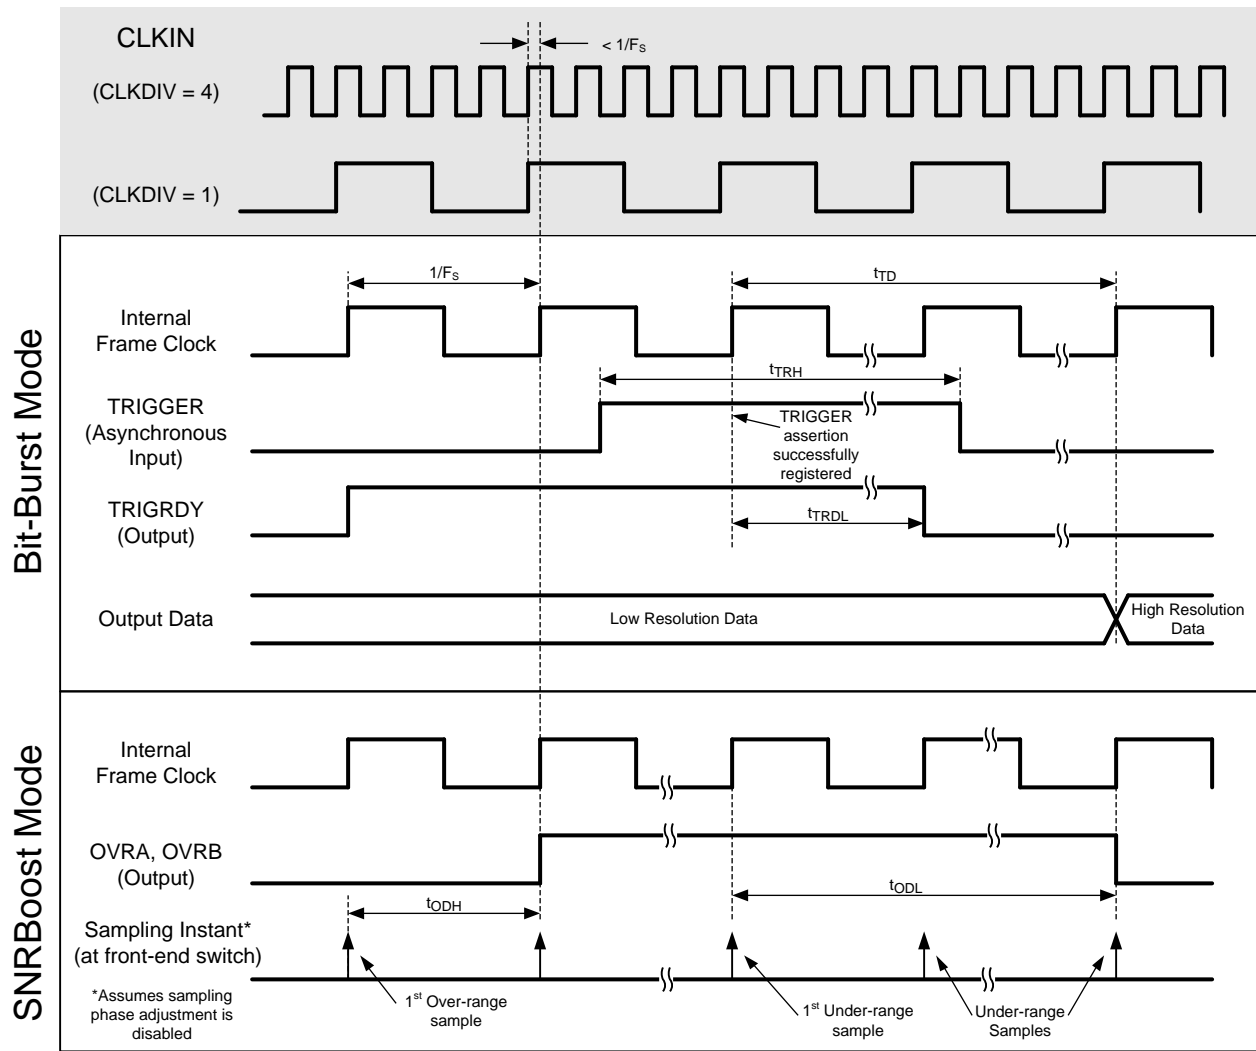 CLKIN
< 1/FS
(CLKDIV = 4)
(CLKDIV = 1)
Bit-Burst Mode
1/FS
tTD
Internal
Frame Clock
tTRH
TRIGGER
(Asynchronous
Input)
TRIGGER
assertion
successfully
registered
TRIGRDY
(Output)
tTRDL
Output Data
Low Resolution Data
High Resolution
Data
SNRBoost Mode
Internal
Frame Clock
OVRA, OVRB
(Output)
tODH
tODL
Sampling Instant*
(at front-end switch)
*Assumes sampling
phase adjustment is
disabled
1st Over-range
sample
1st Under-range
sample
Under-range
Samples